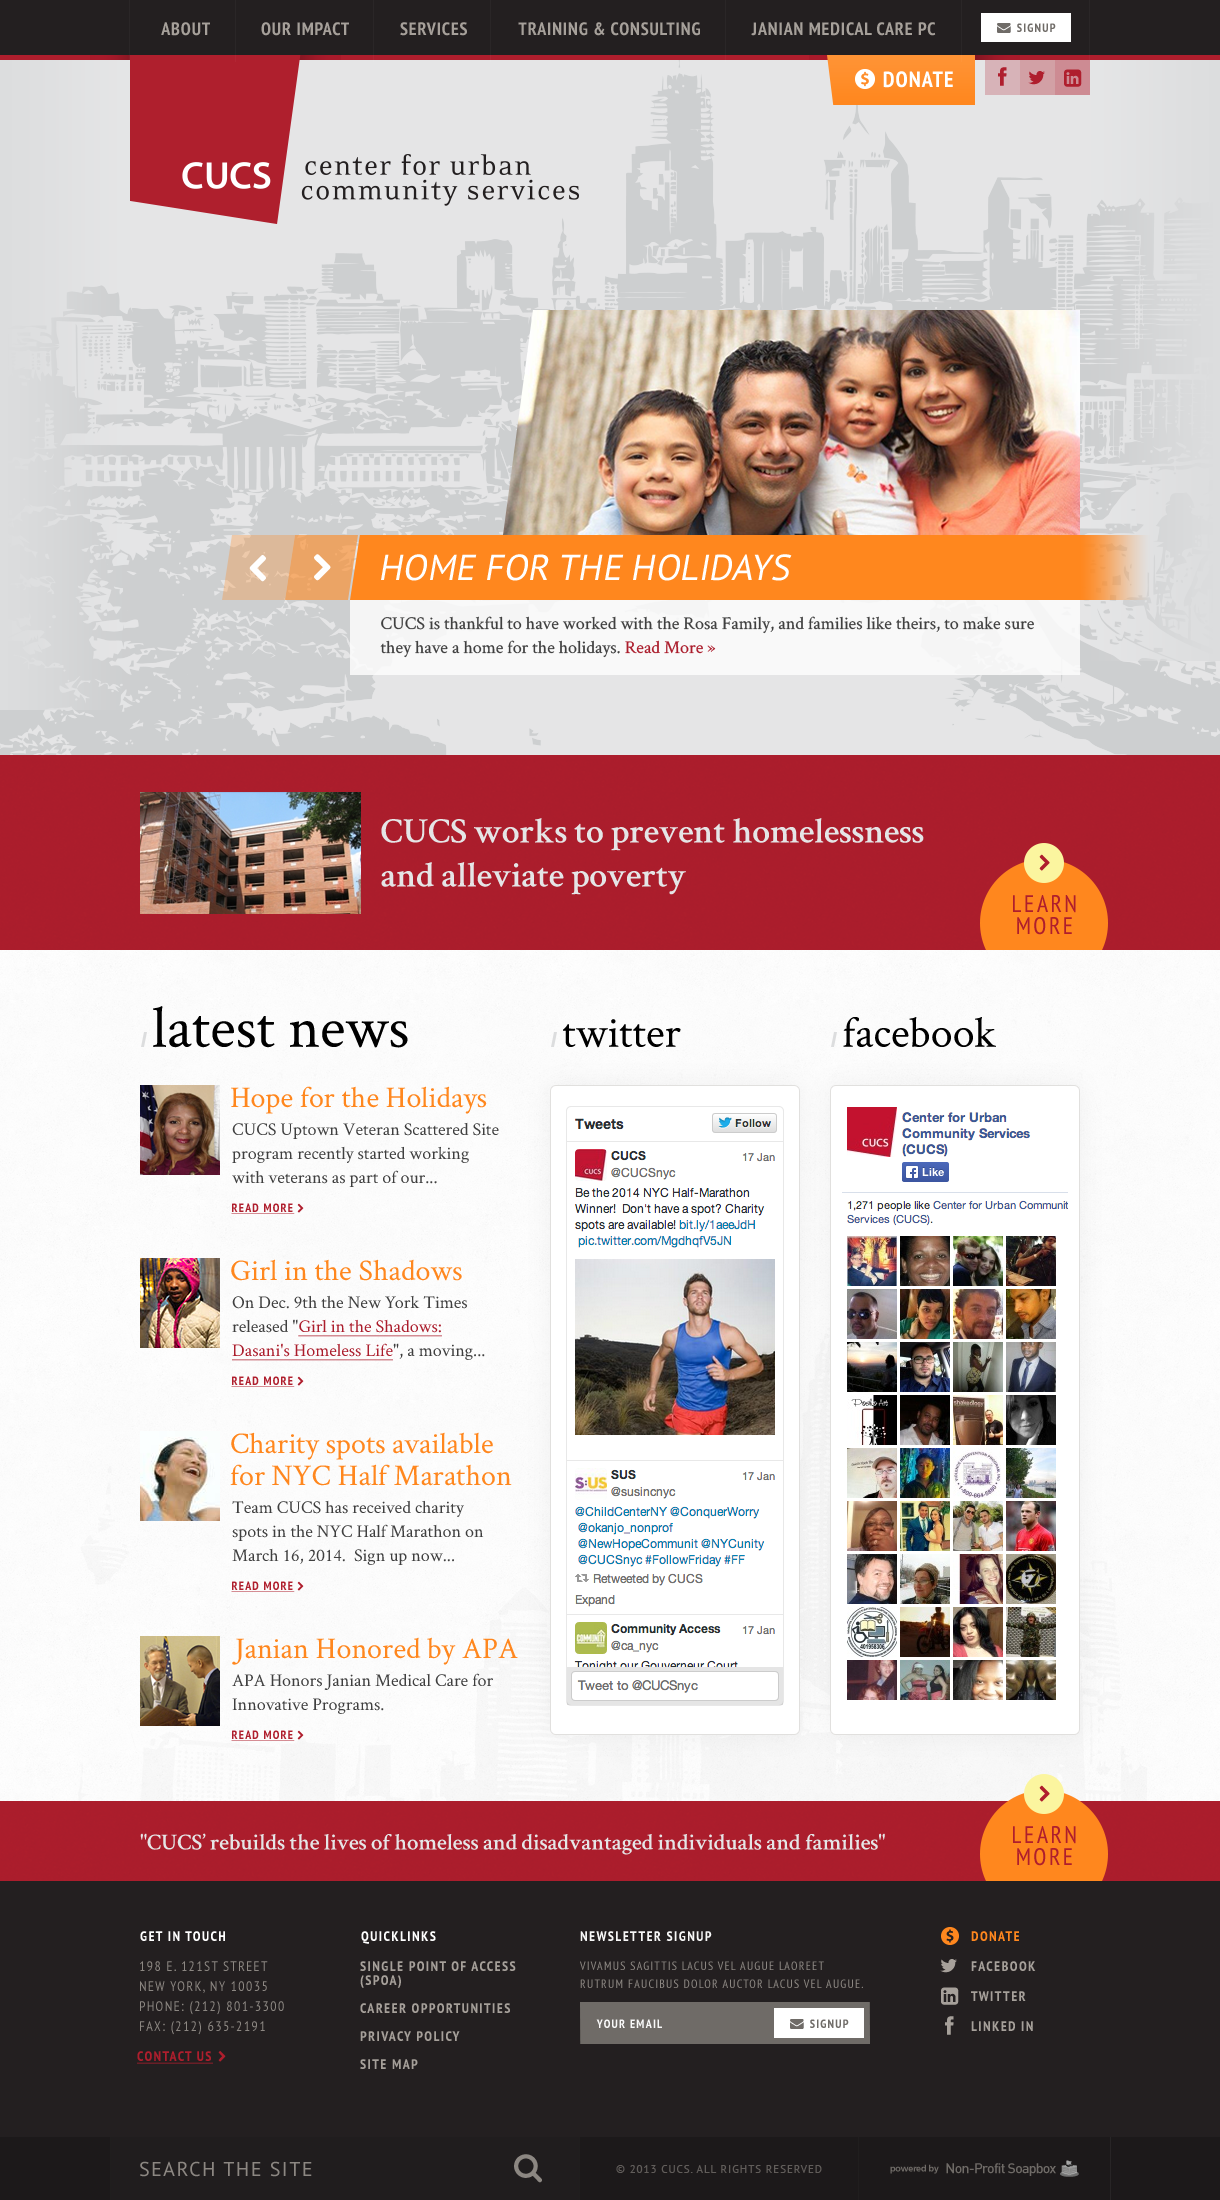 ABOUT
OUR IMPACT
SERVICES
TRAINING & CONSULTING
JANIAN MEDICAL CARE PC
SIGNUP
DONATE
CUCS
center for urban
community services
HOME FOR THE HOLIDAYS
CUCS is thankful to have worked with the Rosa Family, and families like theirs, to make sure
they have a home for the holidays. Read More »
CUCS works to prevent homelessness
and alleviate poverty
LEARN
MORE
latest news
Hope for the Holidays
CUCS Uptown Veteran Scattered Site
program recently started working
with veterans as part of our...
READ MORE
Girl in the Shadows
On Dec. 9th the New York Times
released "Girl in the Shadows:
Dasani's Homeless Life", a moving...
READ MORE
Charity spots available
for NYC Half Marathon
Team CUCS has received charity
spots in the NYC Half Marathon on
March 16, 2014. Sign up now...
READ MORE
Janian Honored by APA
APA Honors Janian Medical Care for
Innovative Programs.
READ MORE
twitter
Tweets
Follow
CUCS
CUCS
17 Jan
@CUCSnyc
Be the 2014 NYC Half-Marathon
Winner! Don't have a spot? Charity
spots are available! bit.ly/1aeeJdH
pic.twitter.com/MgdhqfV5JN
S:US
SUS
17 Jan
@susincnyc
@ChildCenterNY @ConquerWorry
@okanjo_nonprof
@NewHopeCommunit @NYCunity
@CUCSnyc #FollowFriday #FF
Retweeted by CUCS
Expand
COMMUNITY
Community Access
17 Jan
@ca_nyc
Tonight our Gouverneur Court
Tweet to @CUCSnyc
facebook
CUCS
Center for Urban
Community Services
(CUCS)
Like
1,271 people like Center for Urban Communit
Services (CUCS).
"CUCS’ rebuilds the lives of homeless and disadvantaged individuals and families"
LEARN
MORE
GET IN TOUCH
198 E. 121ST STREET
NEW YORK, NY 10035
PHONE: (212) 801-3300
FAX: (212) 635-2191
CONTACT US
QUICKLINKS
SINGLE POINT OF ACCESS
(SPOA)
CAREER OPPORTUNITIES
PRIVACY POLICY
SITE MAP
NEWSLETTER SIGNUP
VIVAMUS SAGITTIS LACUS VEL AUGUE LAOREET
RUTRUM FAUCIBUS DOLOR AUCTOR LACUS VEL AUGUE.
YOUR EMAIL
SIGNUP
DONATE
FACEBOOK
TWITTER
LINKED IN
SEARCH THE SITE
© 2013 CUCS. ALL RIGHTS RESERVED
powered by Non-Profit Soapbox